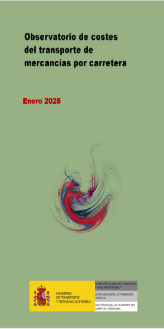 Observatorio de costes
del transporte de
mercancías por carretera
Enero 2025
MINISTERIO
DE TRANSPORTES
Y MOVILIDAD SOSTENIBLE